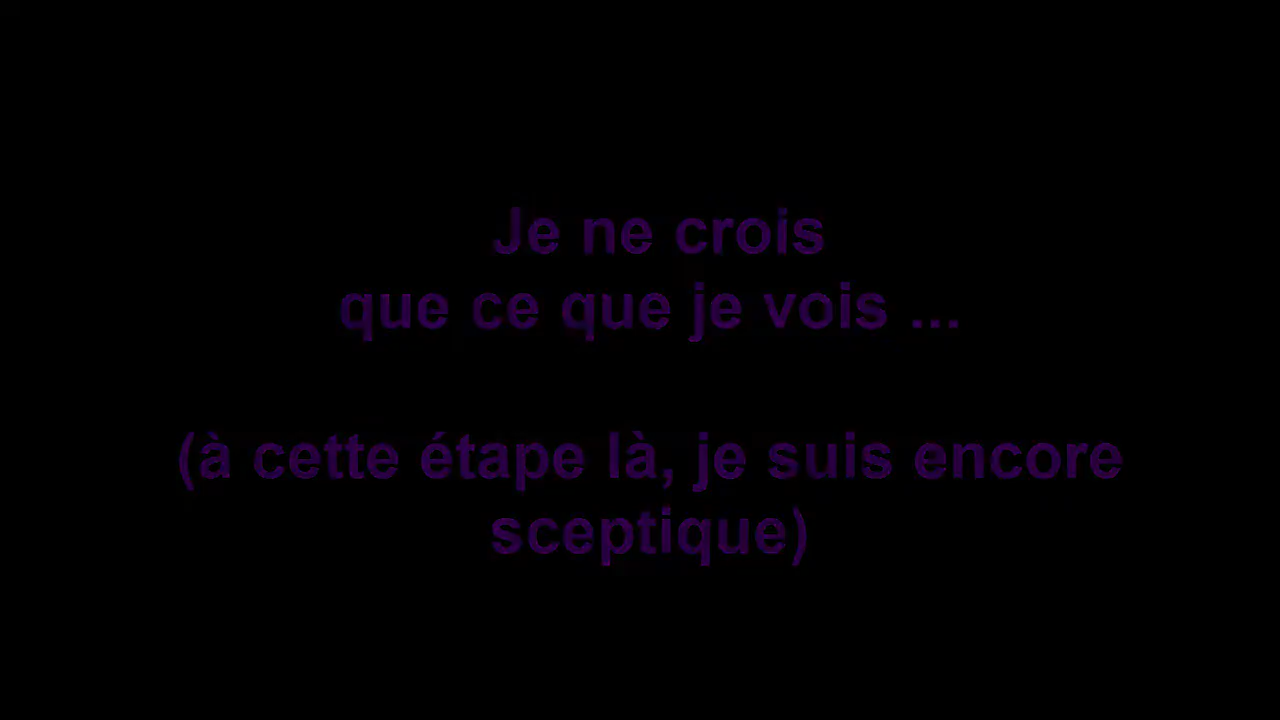 Je ne crois
que ce que je vois ...
(à cette étape là, je suis encore
sceptique)